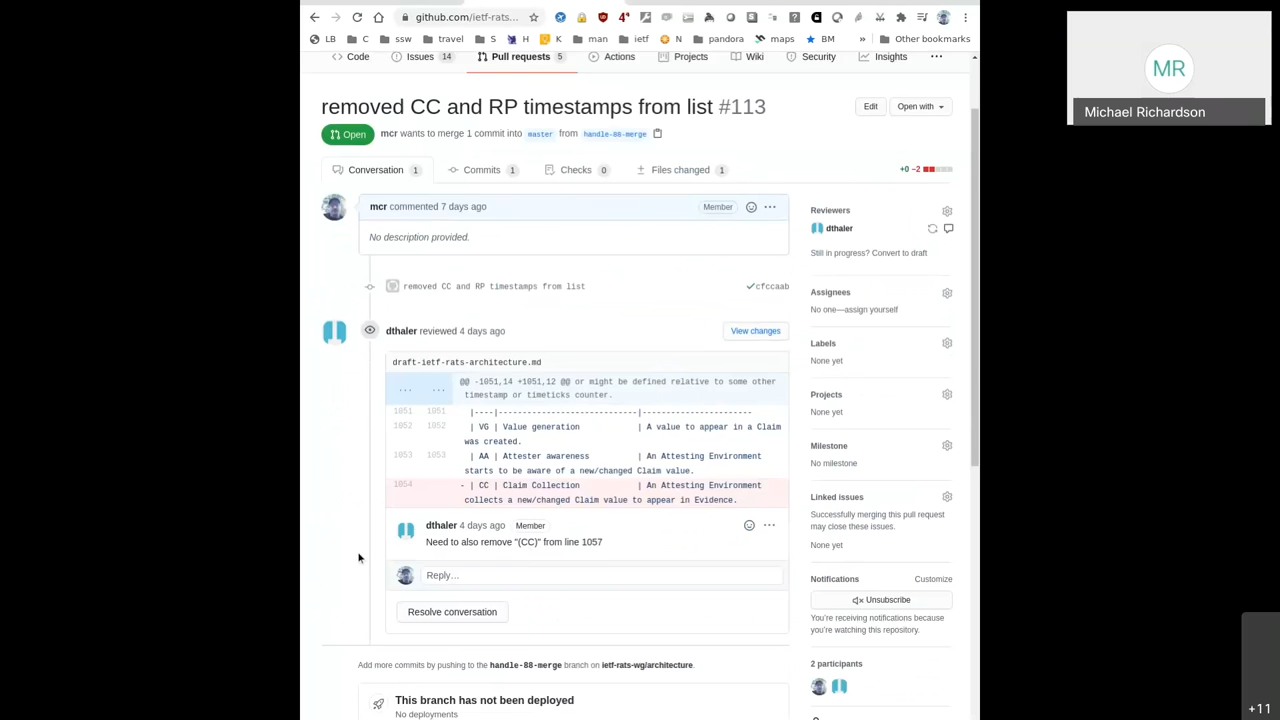 github.com/ietf-rats...
LB
C
ssw
travel
S
H
K
man
ietf
N
pandora
maps
BM
»
Other bookmarks
Code
Issues 14
Pull requests 5
Actions
Projects
Wiki
Security
Insights
removed CC and RP timestamps from list #113
Edit
Open with
Open
mcr wants to merge 1 commit into master from handle-88-merge
Conversation 1
Commits 1
Checks 0
Files changed 1
+0 −2
mcr commented 7 days ago
Member
No description provided.
removed CC and RP timestamps from list
cfccaab
dthaler reviewed 4 days ago
View changes
draft-ietf-rats-architecture.md
... ... @@ -1051,14 +1051,12 @@ or might be defined relative to some other
timestamp or timeticks counter.
1051 1051 |----|-----------------------------|----------------------
1052 1052 | VG | Value generation | A value to appear in a Claim
was created.
1053 1053 | AA | Attester awareness | An Attesting Environment
starts to be aware of a new/changed Claim value.
1054 - | CC | Claim Collection | An Attesting Environment
collects a new/changed Claim value to appear in Evidence.
dthaler 4 days ago Member
Need to also remove "(CC)" from line 1057
Reply…
Resolve conversation
Add more commits by pushing to the handle-88-merge branch on ietf-rats-wg/architecture.
This branch has not been deployed
No deployments
Reviewers
dthaler
Still in progress? Convert to draft
Assignees
No one—assign yourself
Labels
None yet
Projects
None yet
Milestone
No milestone
Linked issues
Successfully merging this pull request
may close these issues.
None yet
Notifications
Customize
Unsubscribe
You're receiving notifications because
you're watching this repository.
2 participants
MR
Michael Richardson
+11